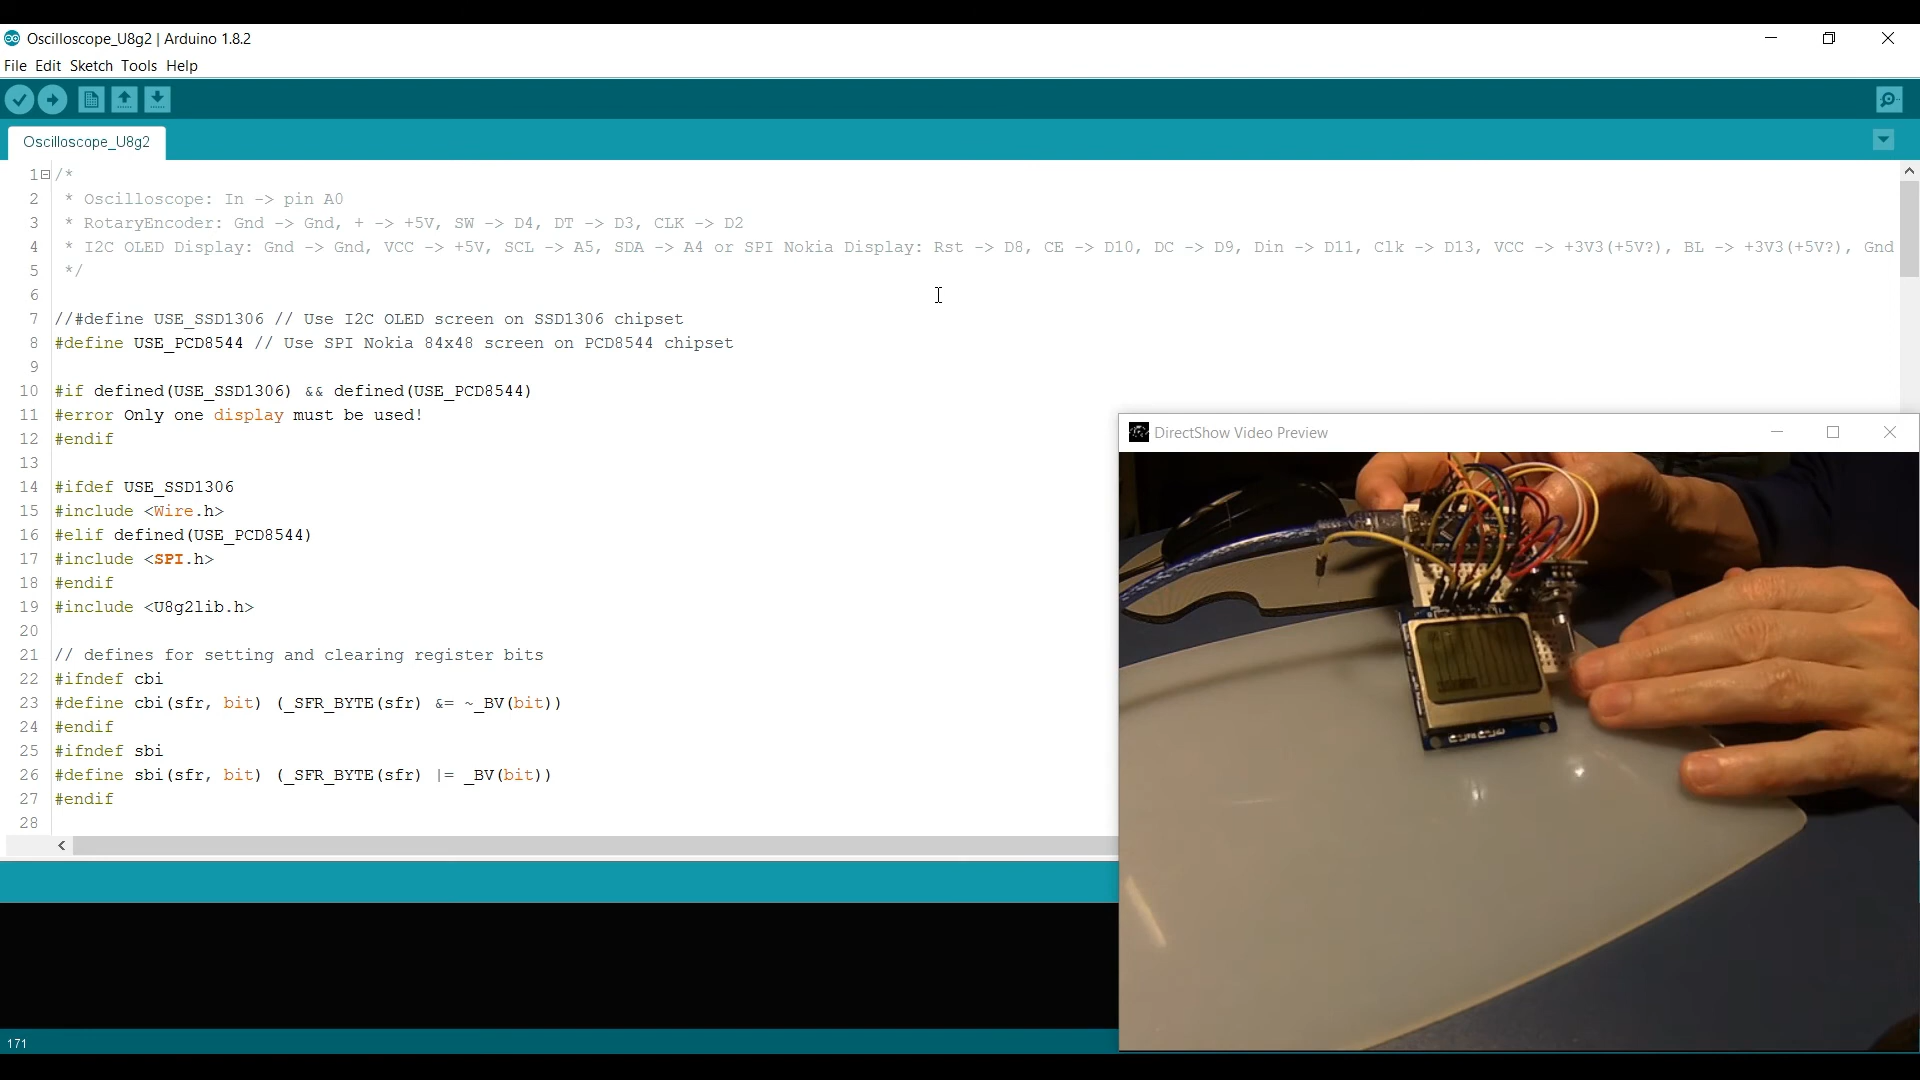 Oscilloscope_U8g2 | Arduino 1.8.2
File Edit Sketch Tools Help
Oscilloscope_U8g2
1 /*
2  * Oscilloscope: In -> pin A0
3  * RotaryEncoder: Gnd -> Gnd, + -> +5V, SW -> D4, DT -> D3, CLK -> D2
4  * I2C OLED Display: Gnd -> Gnd, VCC -> +5V, SCL -> A5, SDA -> A4 or SPI Nokia Display: Rst -> D8, CE -> D10, DC -> D9, Din -> D11, Clk -> D13, VCC -> +3V3(+5V?), BL -> +3V3(+5V?), Gnd
5  */
6
7 //#define USE_SSD1306 // Use I2C OLED screen on SSD1306 chipset
8 #define USE_PCD8544 // Use SPI Nokia 84x48 screen on PCD8544 chipset
9
10 #if defined(USE_SSD1306) && defined(USE_PCD8544)
11 #error Only one display must be used!
12 #endif
13
14 #ifdef USE_SSD1306
15 #include <Wire.h>
16 #elif defined(USE_PCD8544)
17 #include <SPI.h>
18 #endif
19 #include <U8g2lib.h>
20
21 // defines for setting and clearing register bits
22 #ifndef cbi
23 #define cbi(sfr, bit) (_SFR_BYTE(sfr) &= ~_BV(bit))
24 #endif
25 #ifndef sbi
26 #define sbi(sfr, bit) (_SFR_BYTE(sfr) |= _BV(bit))
27 #endif
28
DirectShow Video Preview
171